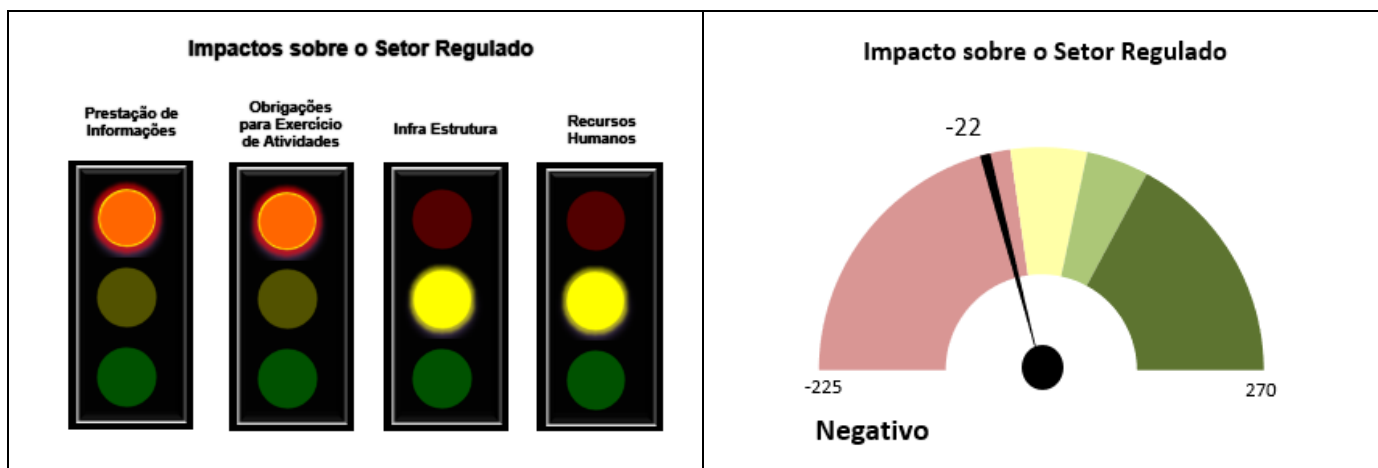 Impactos sobre o Setor Regulado
Prestação de
Informações
Obrigações
para Exercício
de Atividades
Infra Estrutura
Recursos
Humanos
Impacto sobre o Setor Regulado
-22
-225
270
Negativo